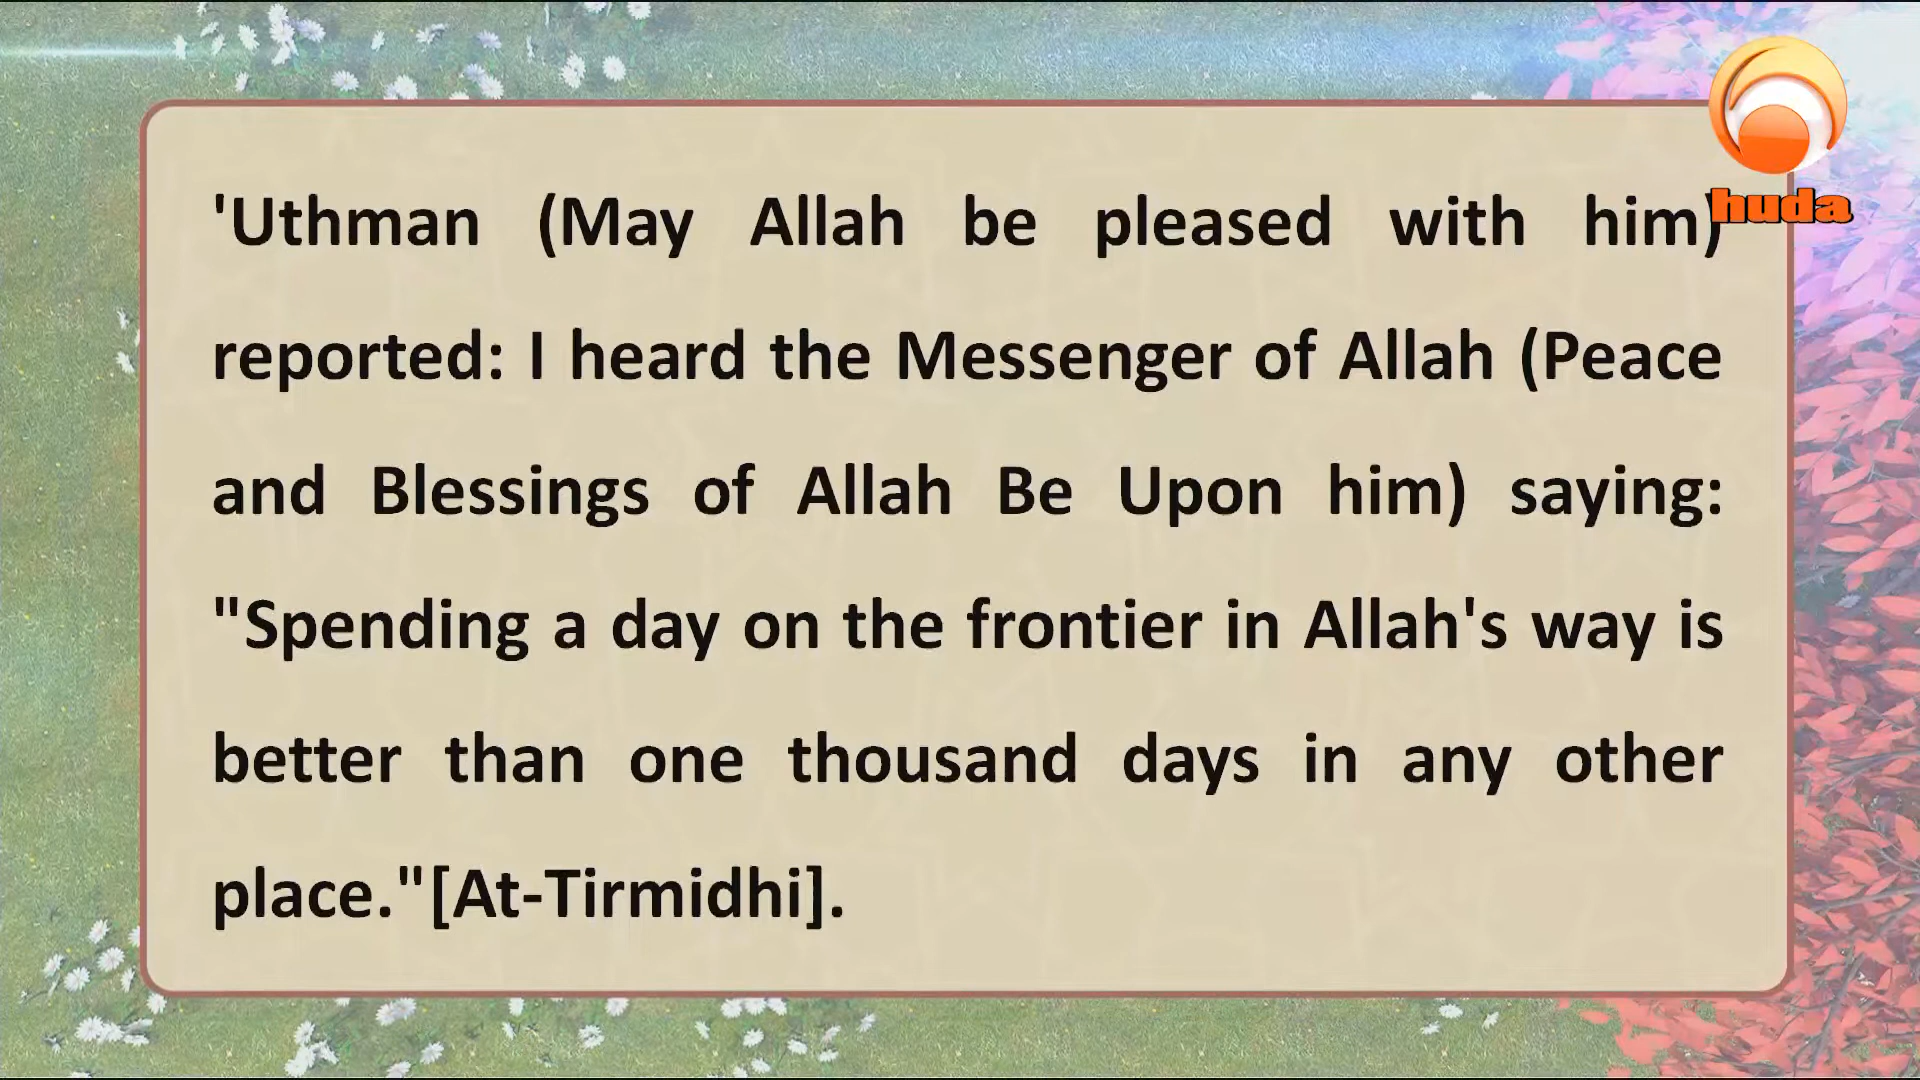 huda
'Uthman (May Allah be pleased with him)
reported: I heard the Messenger of Allah (Peace
and Blessings of Allah Be Upon him) saying:
"Spending a day on the frontier in Allah's way is
better than one thousand days in any other
place."[At-Tirmidhi].